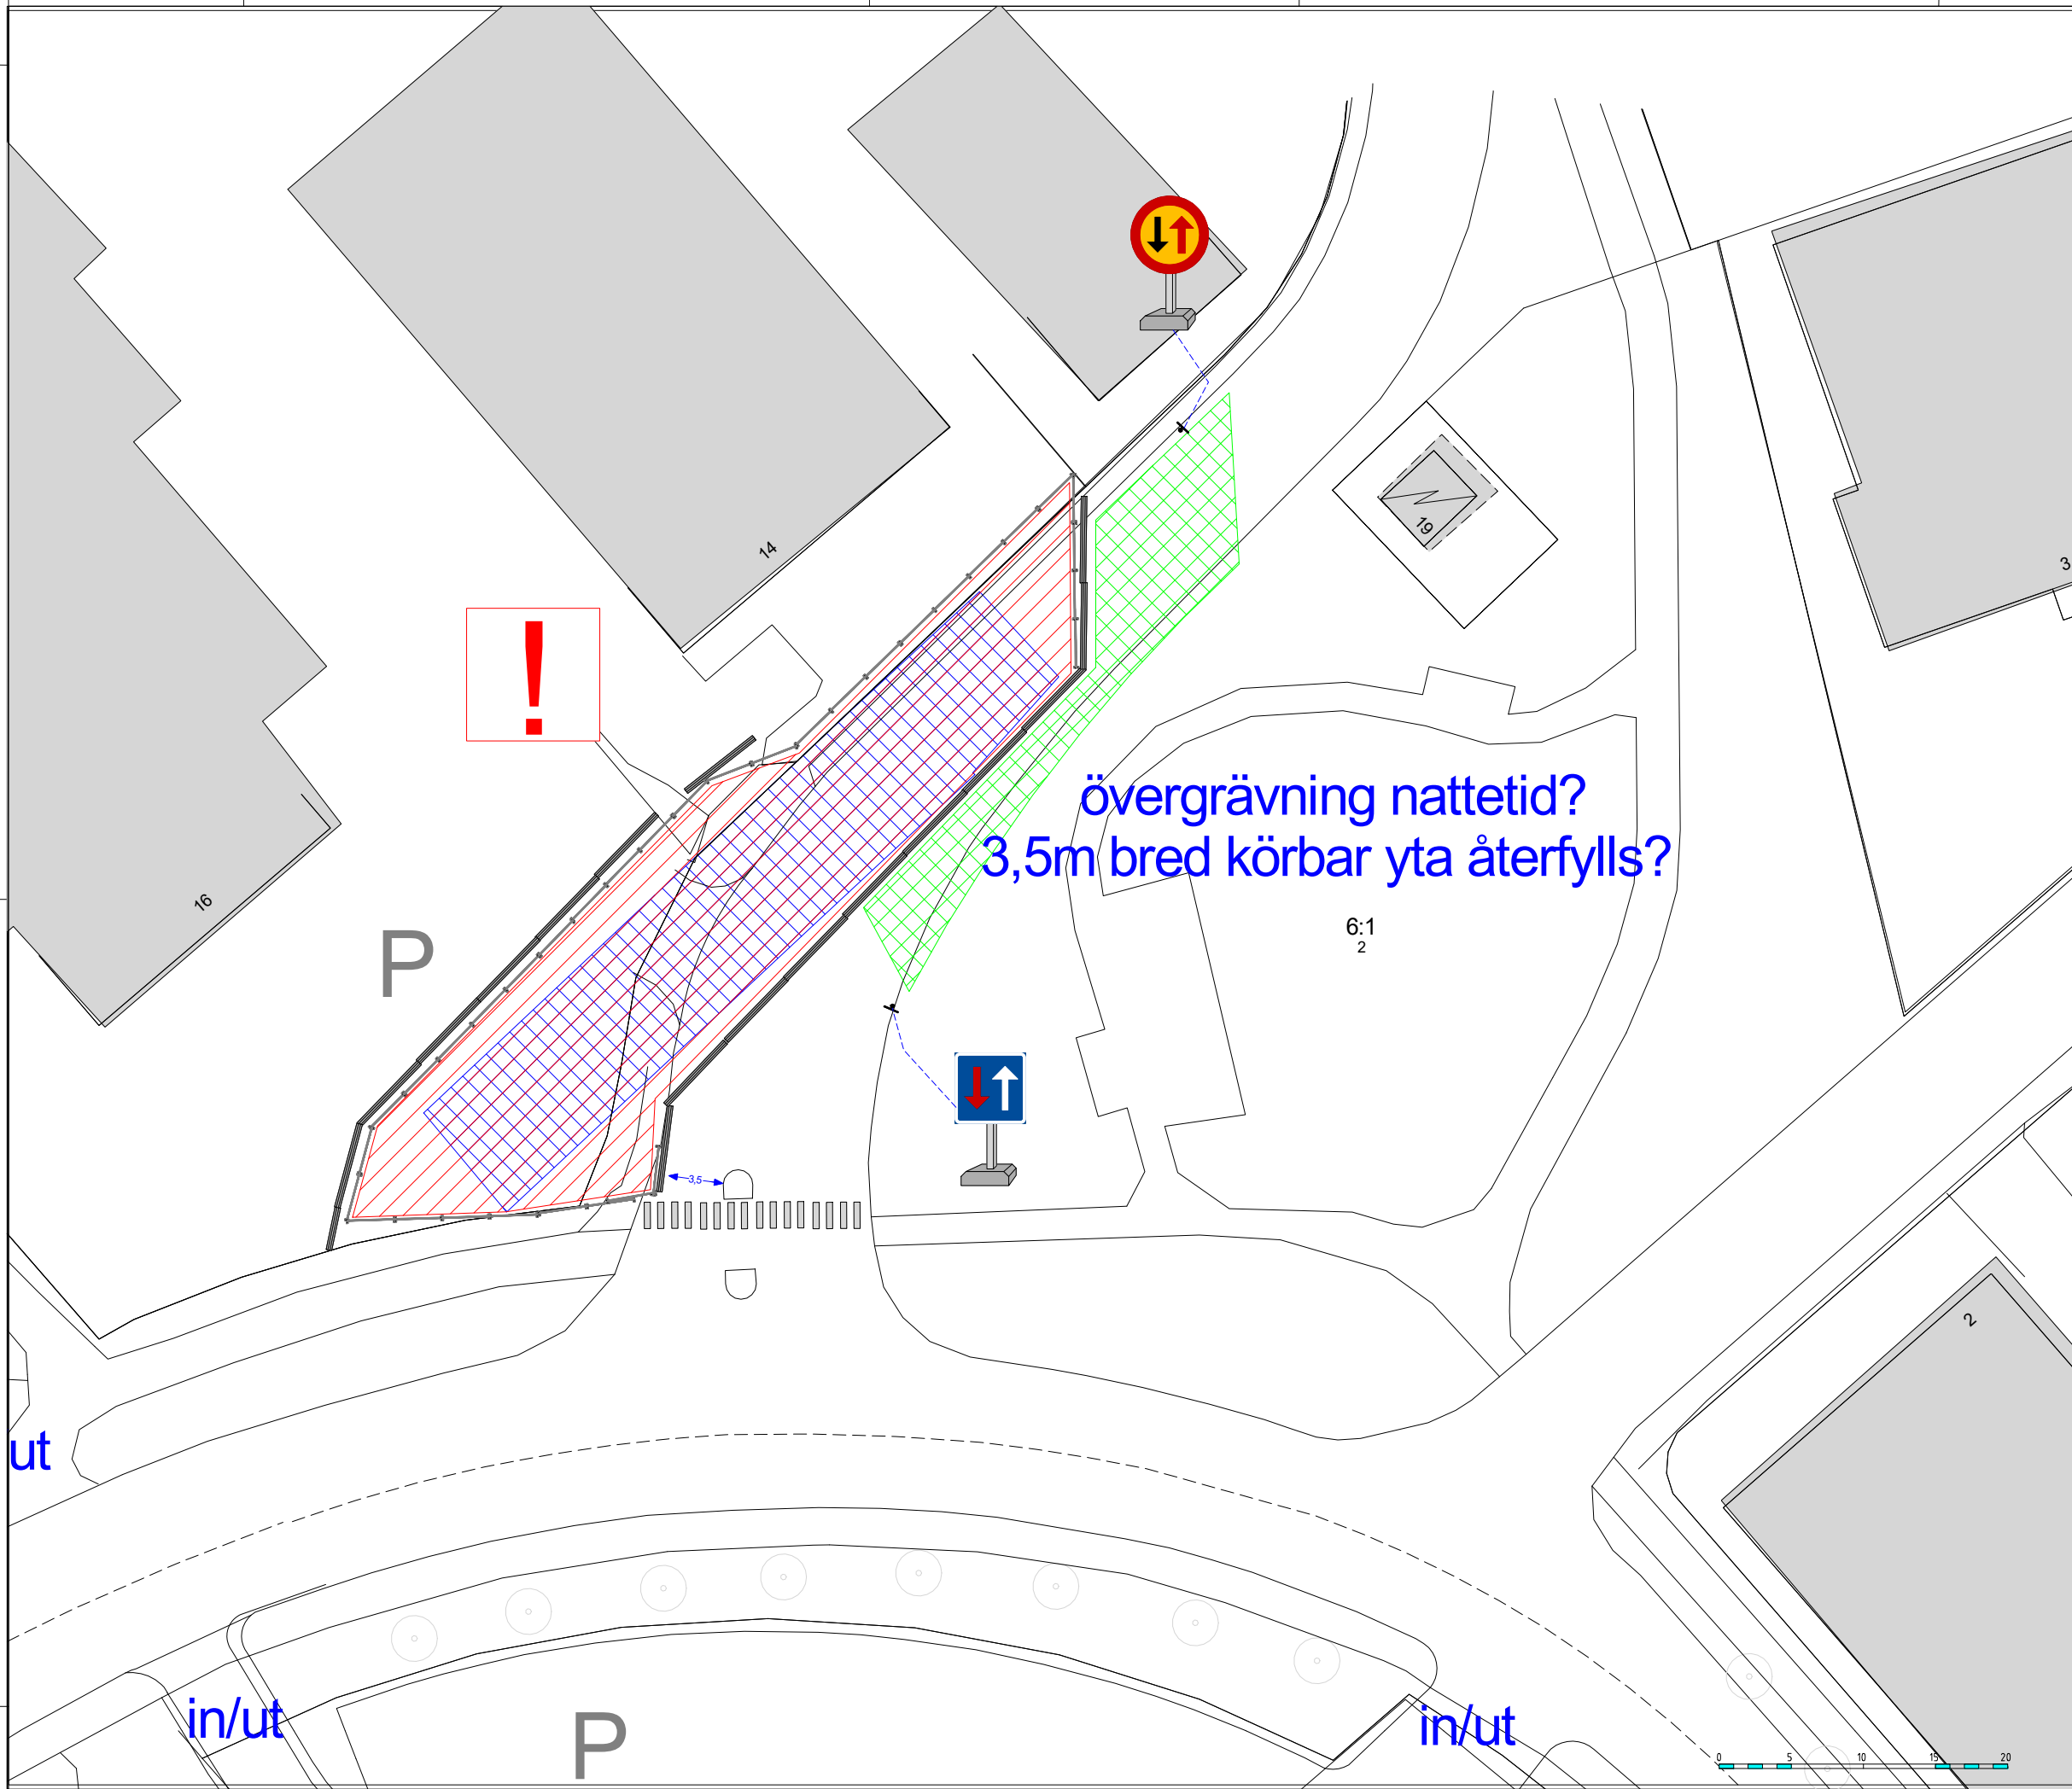 14
19
3
!
övergrävning nattetid?
3,5m bred körbar yta återfylls?
16
P
6:1
2
3,5
2
ut
in/ut
P
in/ut
0 5 10 15 20